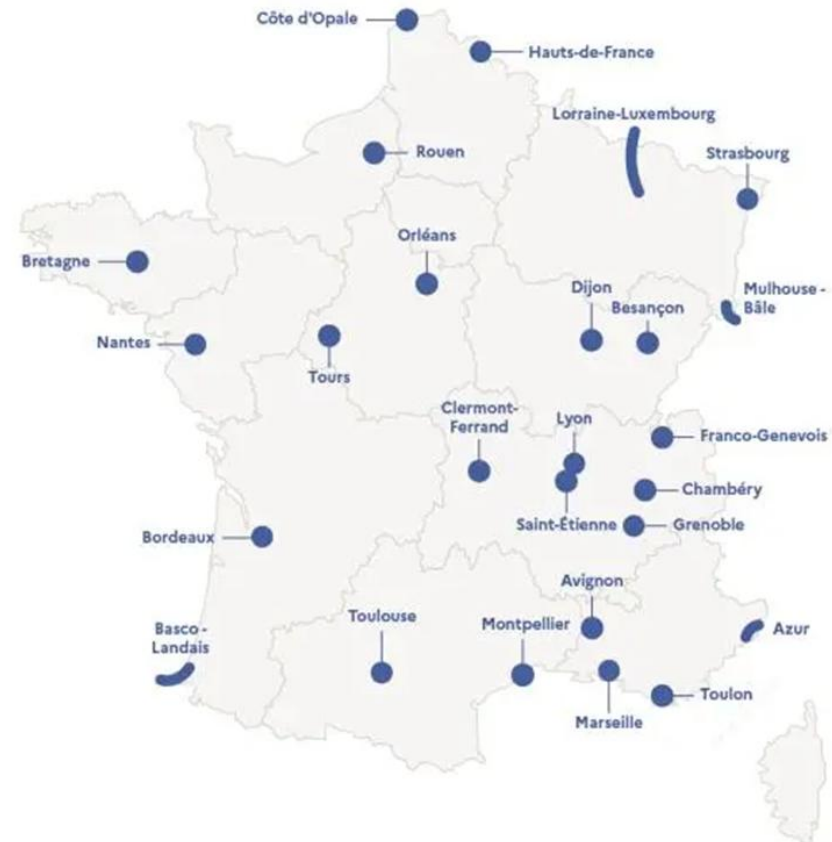 Côte d'Opale
Hauts-de-France
Lorraine-Luxembourg
Rouen
Strasbourg
Orléans
Bretagne
Dijon
Mulhouse -
Bâle
Besançon
Nantes
Tours
Clermont-
Ferrand
Lyon
Franco-Genevois
Chambéry
Saint-Étienne
Grenoble
Bordeaux
Avignon
Toulouse
Montpellier
Basco-
Landais
Azur
Toulon
Marseille